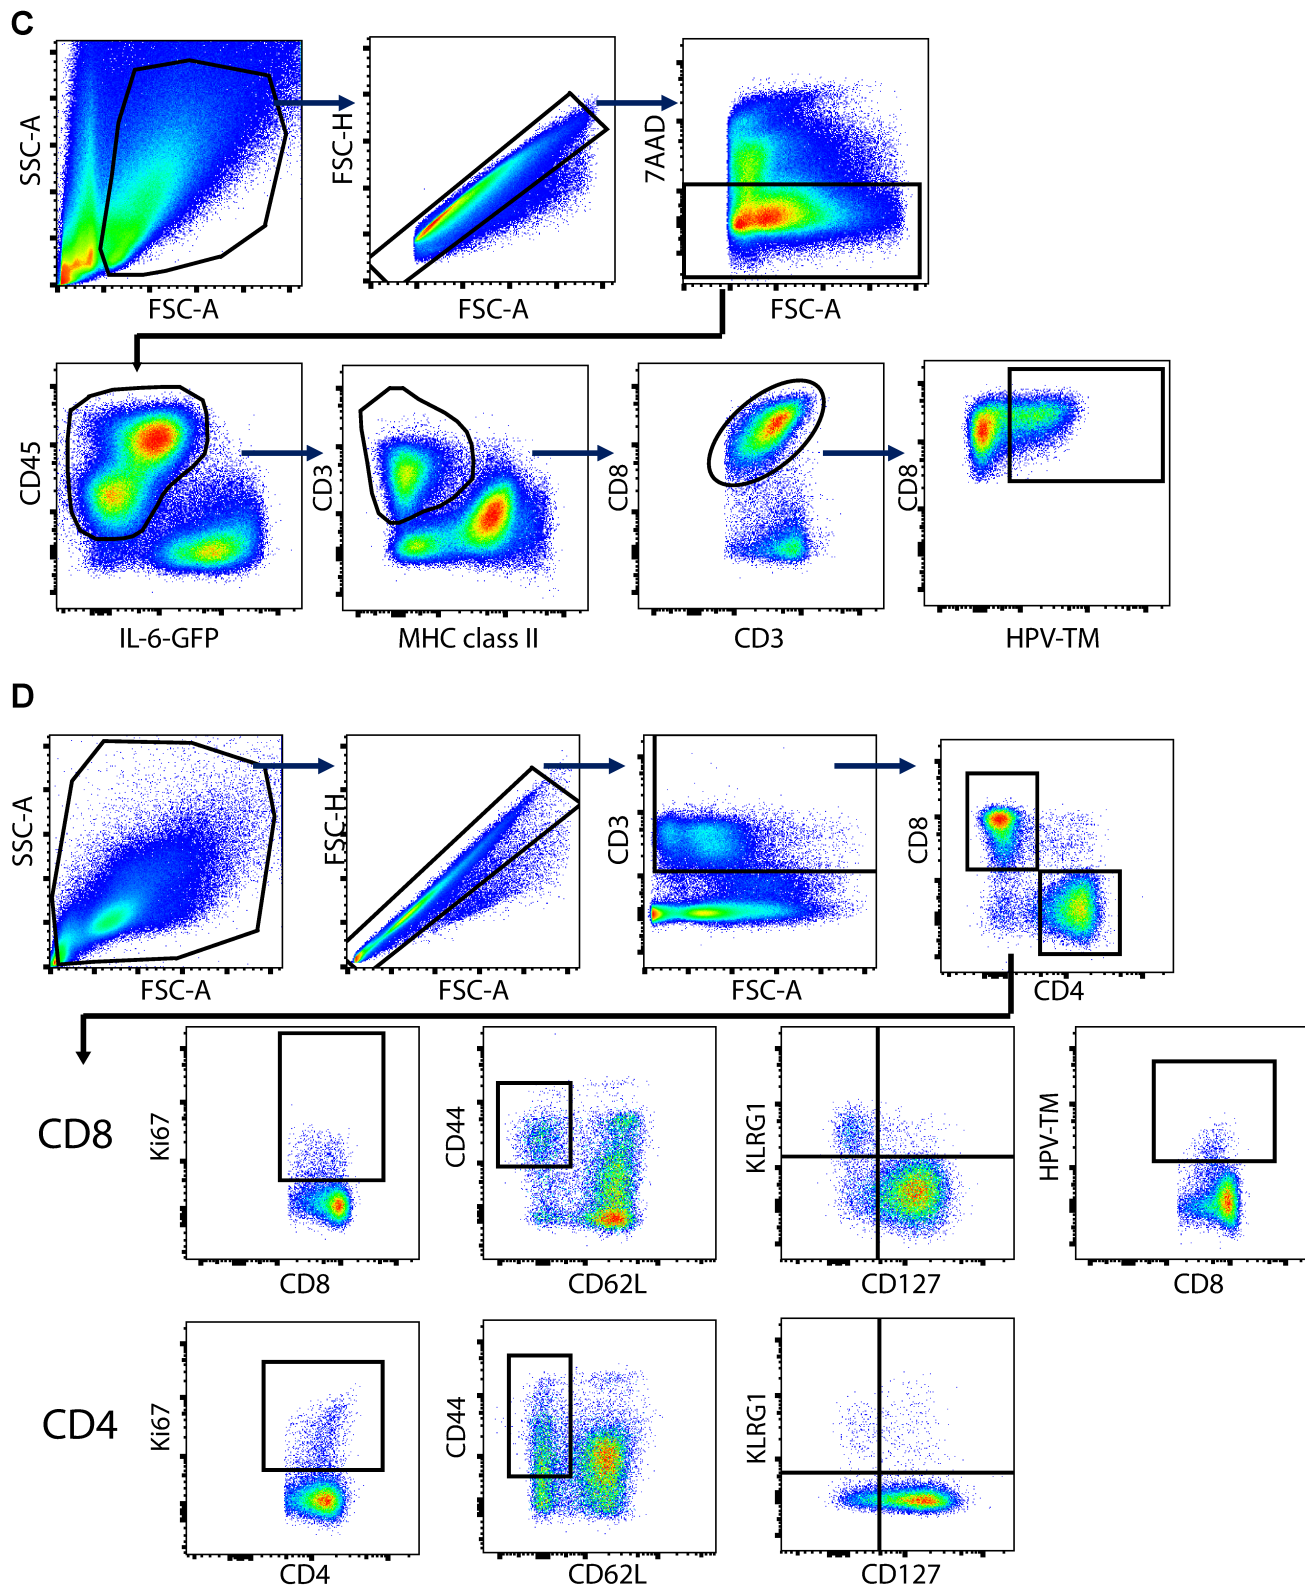 C
SSC-A
FSC-A
FSC-H
FSC-A
7AAD
FSC-A
CD45
IL-6-GFP
CD3
MHC class II
CD8
CD3
CD8
HPV-TM
D
SSC-A
FSC-A
FSC-H
FSC-A
CD3
FSC-A
CD8
CD4
CD8
Ki67
CD8
CD44
CD62L
KLRG1
CD127
HPV-TM
CD8
CD4
Ki67
CD4
CD44
CD62L
KLRG1
CD127